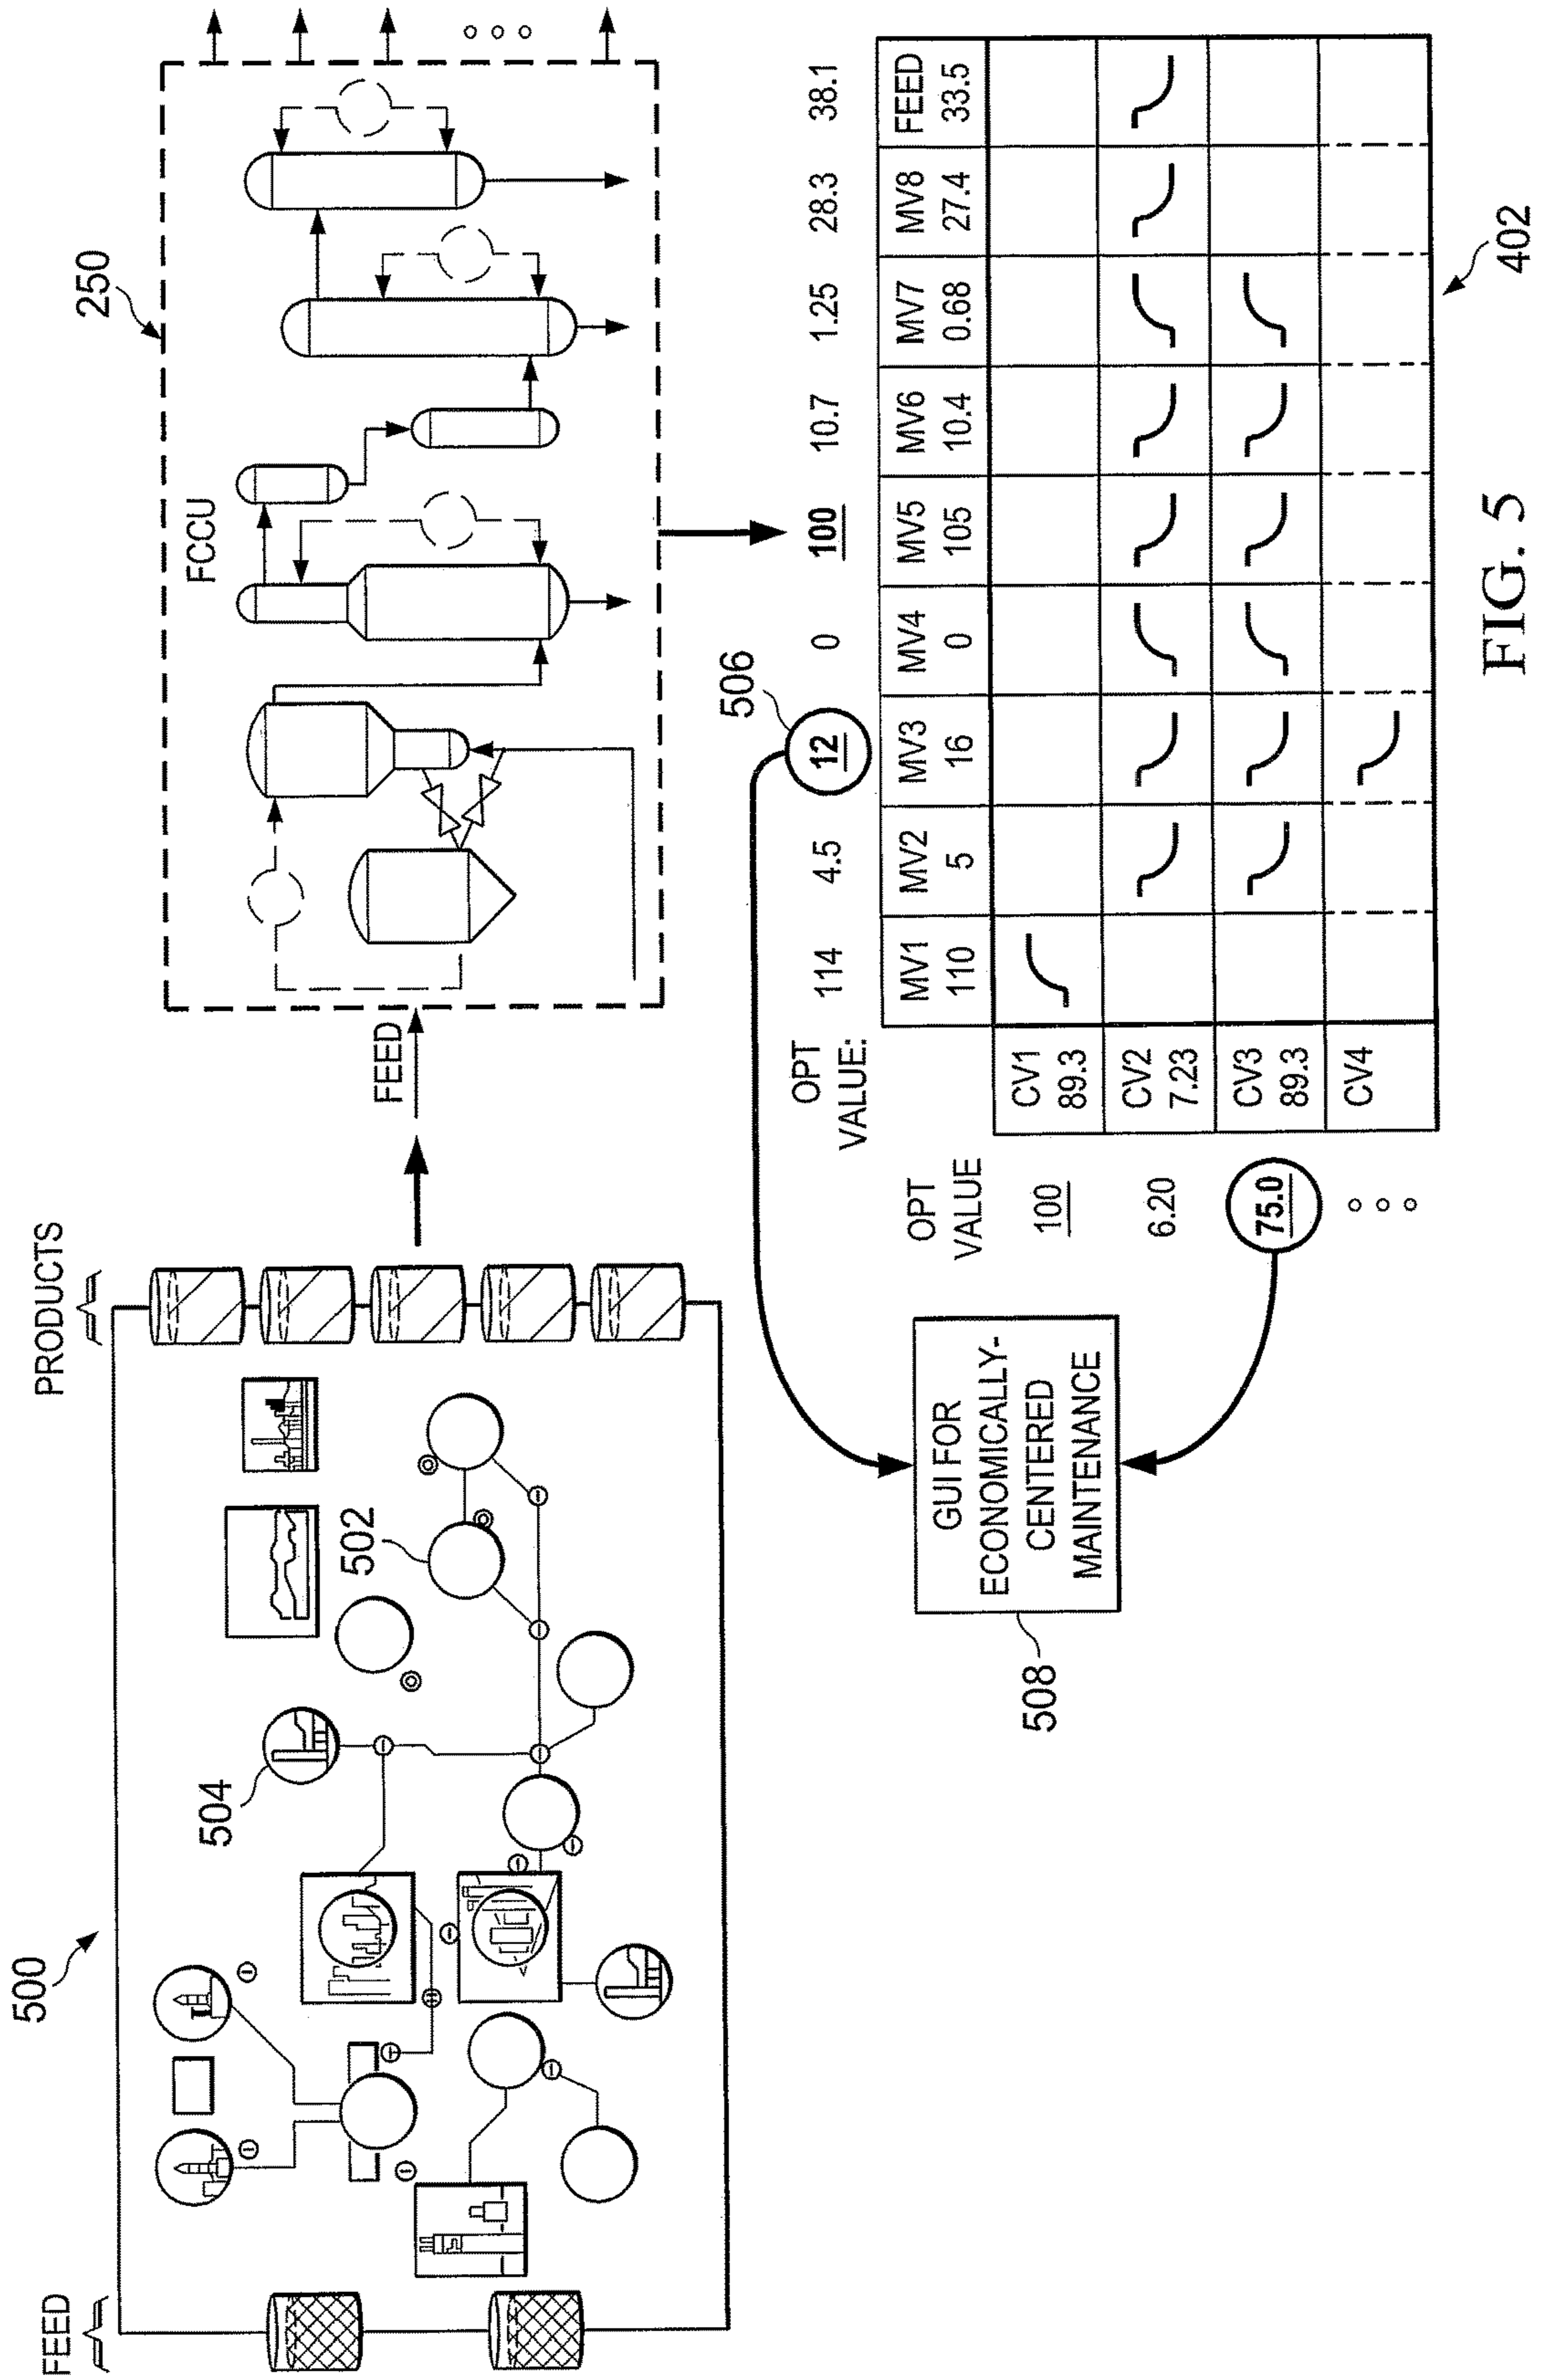 500
FEED
PRODUCTS
504
502
FEED
250
FCCU
506
OPT
VALUE:
114 4.5 12 0 100 10.7 1.25 28.3 38.1
MV1 MV2 MV3 MV4 MV5 MV6 MV7 MV8 FEED
110 5 16 0 105 10.4 0.68 27.4 33.5
OPT
VALUE
100
CV1
89.3
6.20
CV2
7.23
75.0
CV3
89.3
CV4
402
GUI FOR
ECONOMICALLY-
CENTERED
MAINTENANCE
508
FIG. 5